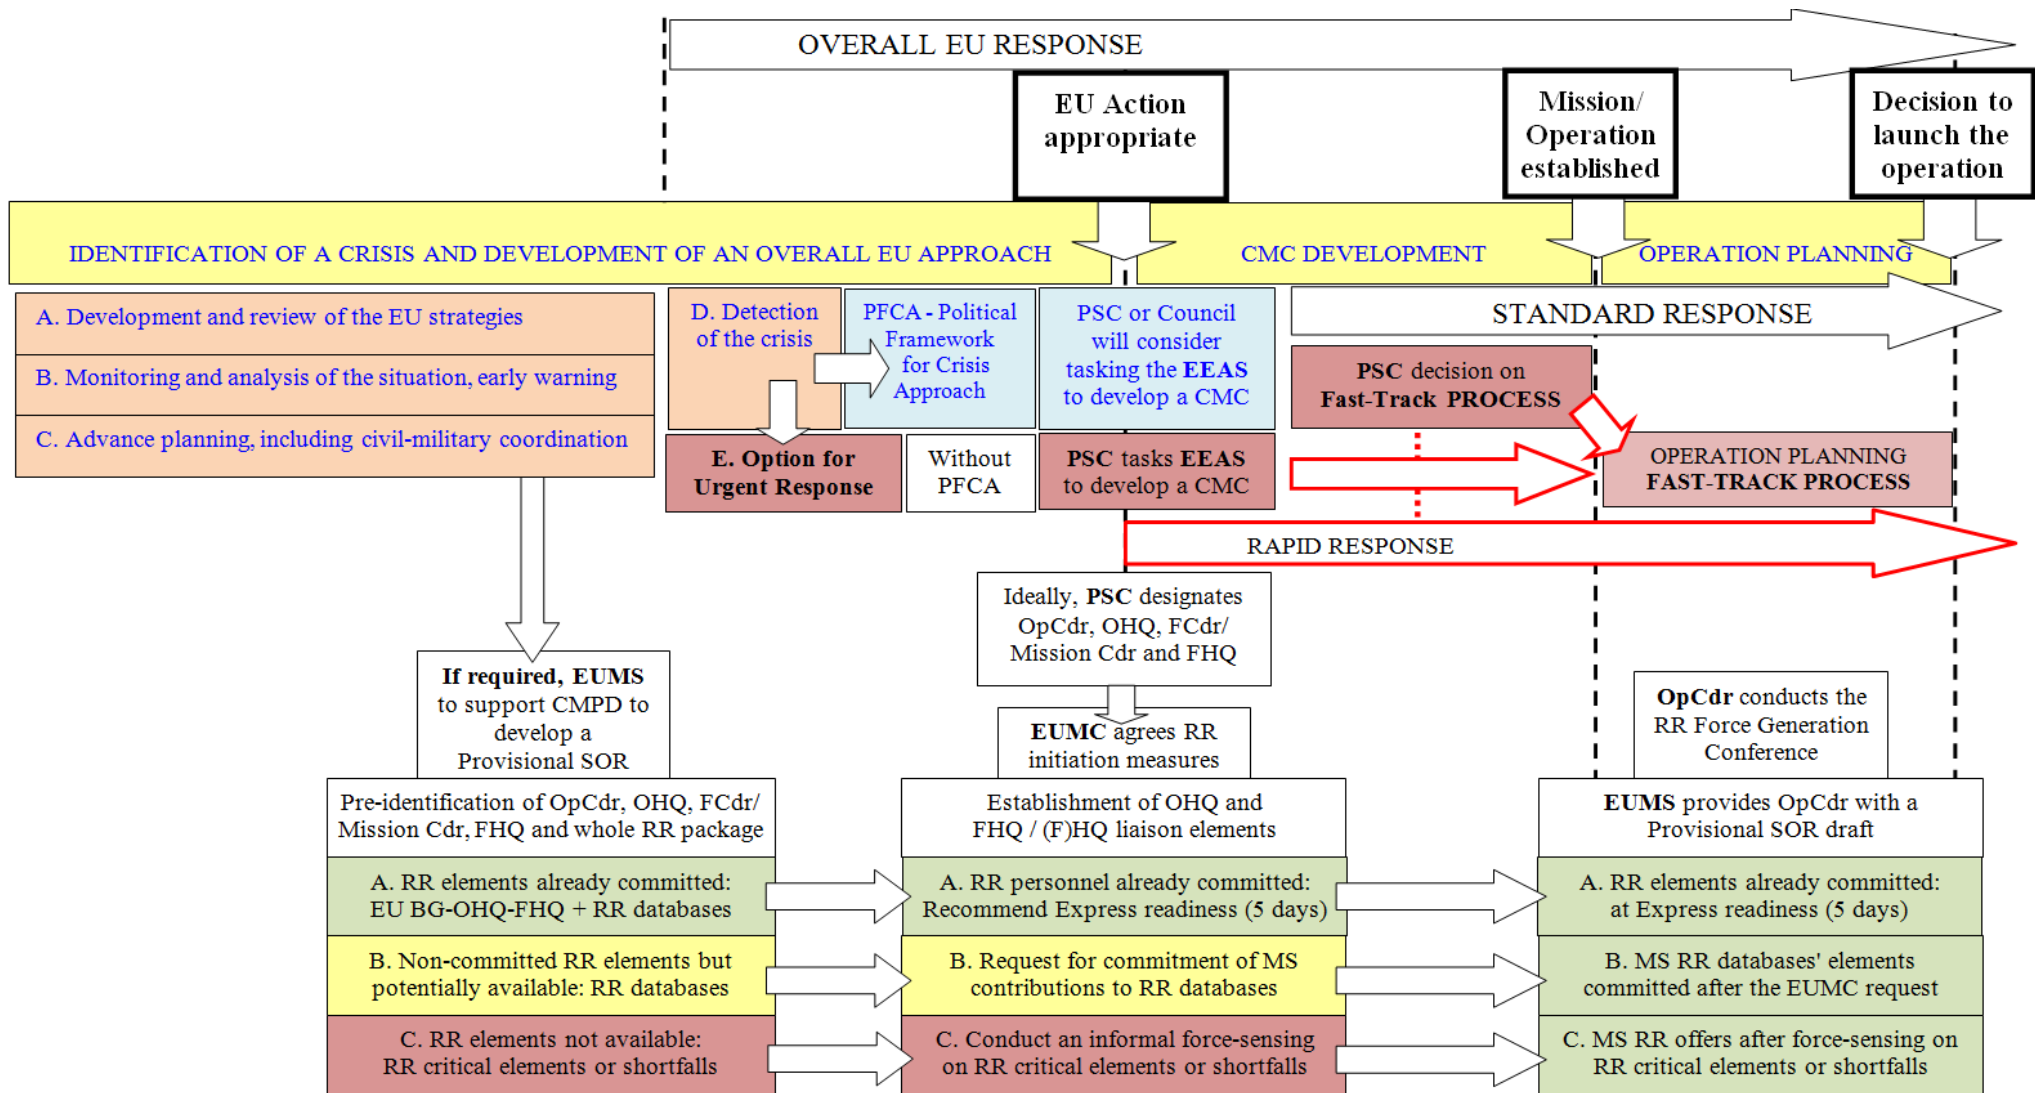 OVERALL EU RESPONSE
EU Action
appropriate
Mission/
Operation
established
Decision to
launch the
operation
IDENTIFICATION OF A CRISIS AND DEVELOPMENT OF AN OVERALL EU APPROACH
CMC DEVELOPMENT
OPERATION PLANNING
A. Development and review of the EU strategies
B. Monitoring and analysis of the situation, early warning
C. Advance planning, including civil-military coordination
D. Detection
of the crisis
PFCA - Political
Framework
for Crisis
Approach
PSC or Council
will consider
tasking the EEAS
to develop a CMC
STANDARD RESPONSE
PSC decision on
Fast-Track PROCESS
E. Option for
Urgent Response
Without
PFCA
PSC tasks EEAS
to develop a CMC
OPERATION PLANNING
FAST-TRACK PROCESS
RAPID RESPONSE
Ideally, PSC designates
OpCdr, OHQ, FCdr/
Mission Cdr and FHQ
If required, EUMS
to support CMPD to
develop a
Provisional SOR
EUMC agrees RR
initiation measures
OpCdr conducts the
RR Force Generation
Conference
Pre-identification of OpCdr, OHQ, FCdr/
Mission Cdr, FHQ and whole RR package
Establishment of OHQ and
FHQ / (F)HQ liaison elements
EUMS provides OpCdr with a
Provisional SOR draft
A. RR elements already committed:
EU BG-OHQ-FHQ + RR databases
A. RR personnel already committed:
Recommend Express readiness (5 days)
A. RR elements already committed:
at Express readiness (5 days)
B. Non-committed RR elements but
potentially available: RR databases
B. Request for commitment of MS
contributions to RR databases
B. MS RR databases' elements
committed after the EUMC request
C. RR elements not available:
RR critical elements or shortfalls
C. Conduct an informal force-sensing
on RR critical elements or shortfalls
C. MS RR offers after force-sensing on
RR critical elements or shortfalls